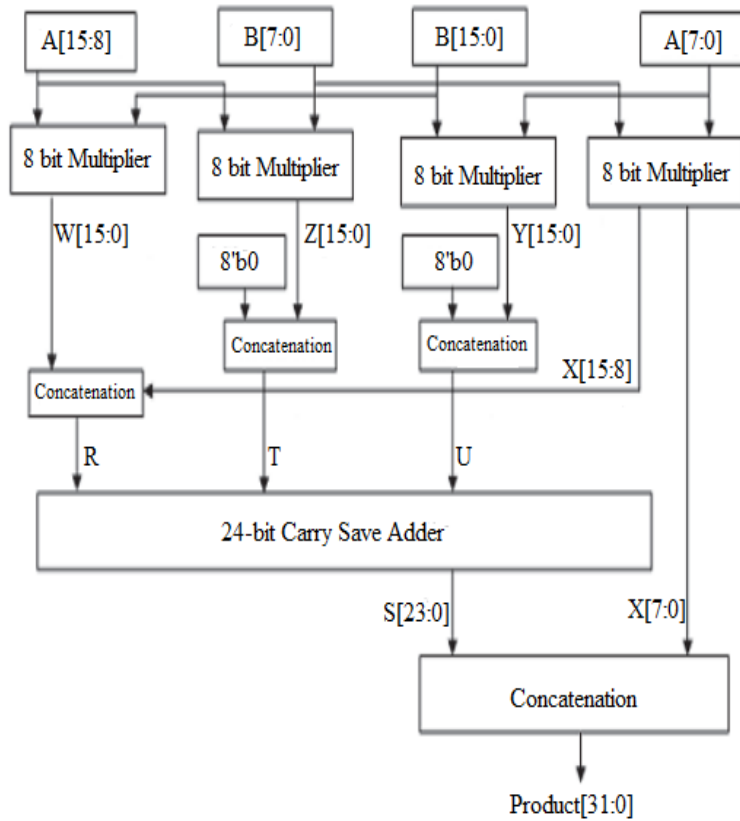 A[15:8]
B[7:0]
B[15:0]
A[7:0]
8 bit Multiplier
8 bit Multiplier
8 bit Multiplier
8 bit Multiplier
W[15:0]
Z[15:0]
Y[15:0]
8'b0
8'b0
Concatenation
Concatenation
X[15:8]
Concatenation
R
T
U
24-bit Carry Save Adder
S[23:0]
X[7:0]
Concatenation
Product[31:0]